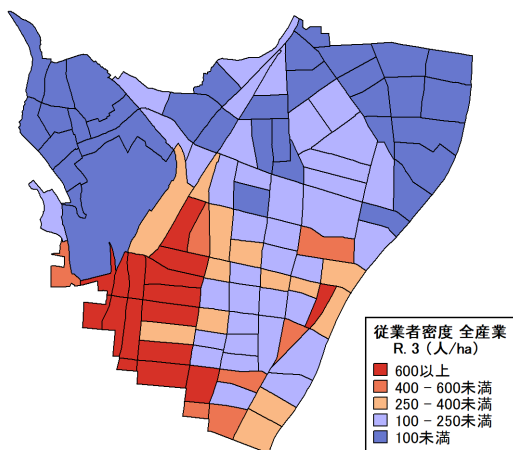 従業者密度 全産業
R. 3 (人/ha)
600以上
400 - 600未満
250 - 400未満
100 - 250未満
100未満